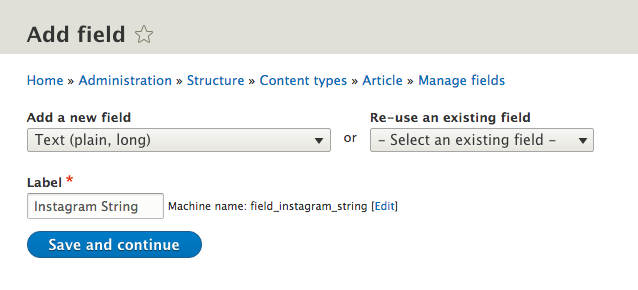 Add field
Home » Administration » Structure » Content types » Article » Manage fields
Add a new field
Text (plain, long)
or
Re-use an existing field
- Select an existing field -
Label *
Instagram String
Machine name: field_instagram_string [Edit]
Save and continue